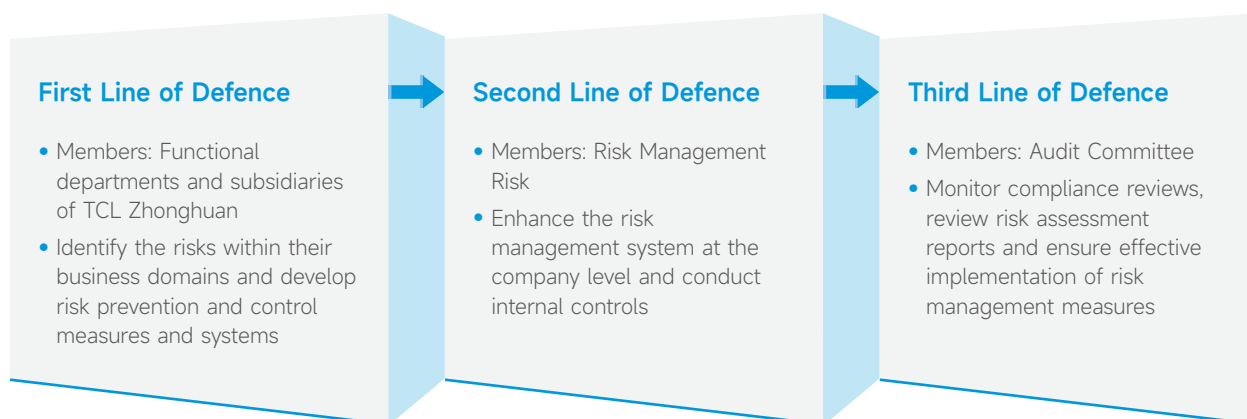 First Line of Defence
• Members: Functional
departments and subsidiaries
of TCL Zhonghuan
• Identify the risks within their
business domains and develop
risk prevention and control
measures and systems
Second Line of Defence
• Members: Risk Management
Risk
• Enhance the risk
management system at the
company level and conduct
internal controls
Third Line of Defence
• Members: Audit Committee
• Monitor compliance reviews,
review risk assessment
reports and ensure effective
implementation of risk
management measures